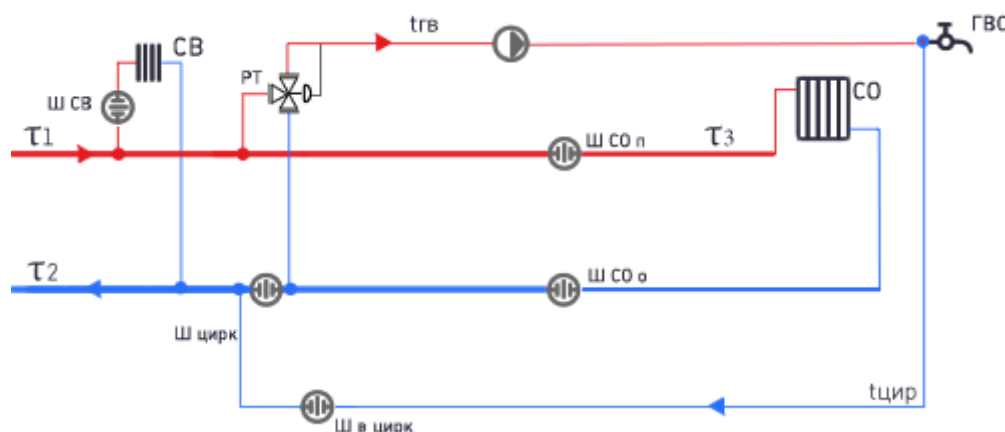 tгв
ГВС
СВ
РТ
СО
Ш СВ
τ1
Ш СО п
τ3
τ2
Ш СО о
Ш цирк
tцир
Ш в цирк